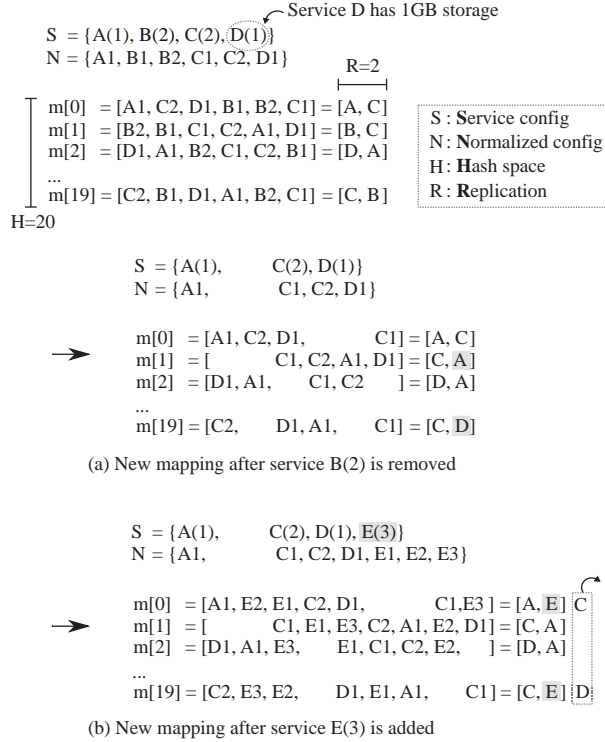 Service D has 1GB storage
S = {A(1), B(2), C(2), D(1)}
N = {A1, B1, B2, C1, C2, D1}
R=2
m[0] = [A1, C2, D1, B1, B2, C1] = [A, C]
m[1] = [B2, B1, C1, C2, A1, D1] = [B, C]
m[2] = [D1, A1, B2, C1, C2, B1] = [D, A]
...
m[19] = [C2, B1, D1, A1, B2, C1] = [C, B]
H=20
S : Service config
N : Normalized config
H : Hash space
R : Replication
S = {A(1), C(2), D(1)}
N = {A1, C1, C2, D1}
m[0] = [A1, C2, D1, C1] = [A, C]
m[1] = [ C1, C2, A1, D1] = [C, A]
m[2] = [D1, A1, C1, C2 ] = [D, A]
...
m[19] = [C2, D1, A1, C1] = [C, D]
(a) New mapping after service B(2) is removed
S = {A(1), C(2), D(1), E(3)}
N = {A1, C1, C2, D1, E1, E2, E3}
m[0] = [A1, E2, E1, C2, D1, C1,E3 ] = [A, E] C
m[1] = [ C1, E1, E3, C2, A1, E2, D1] = [C, A]
m[2] = [D1, A1, E3, E1, C1, C2, E2, ] = [D, A]
...
m[19] = [C2, E3, E2, D1, E1, A1, C1] = [C, E] D
(b) New mapping after service E(3) is added